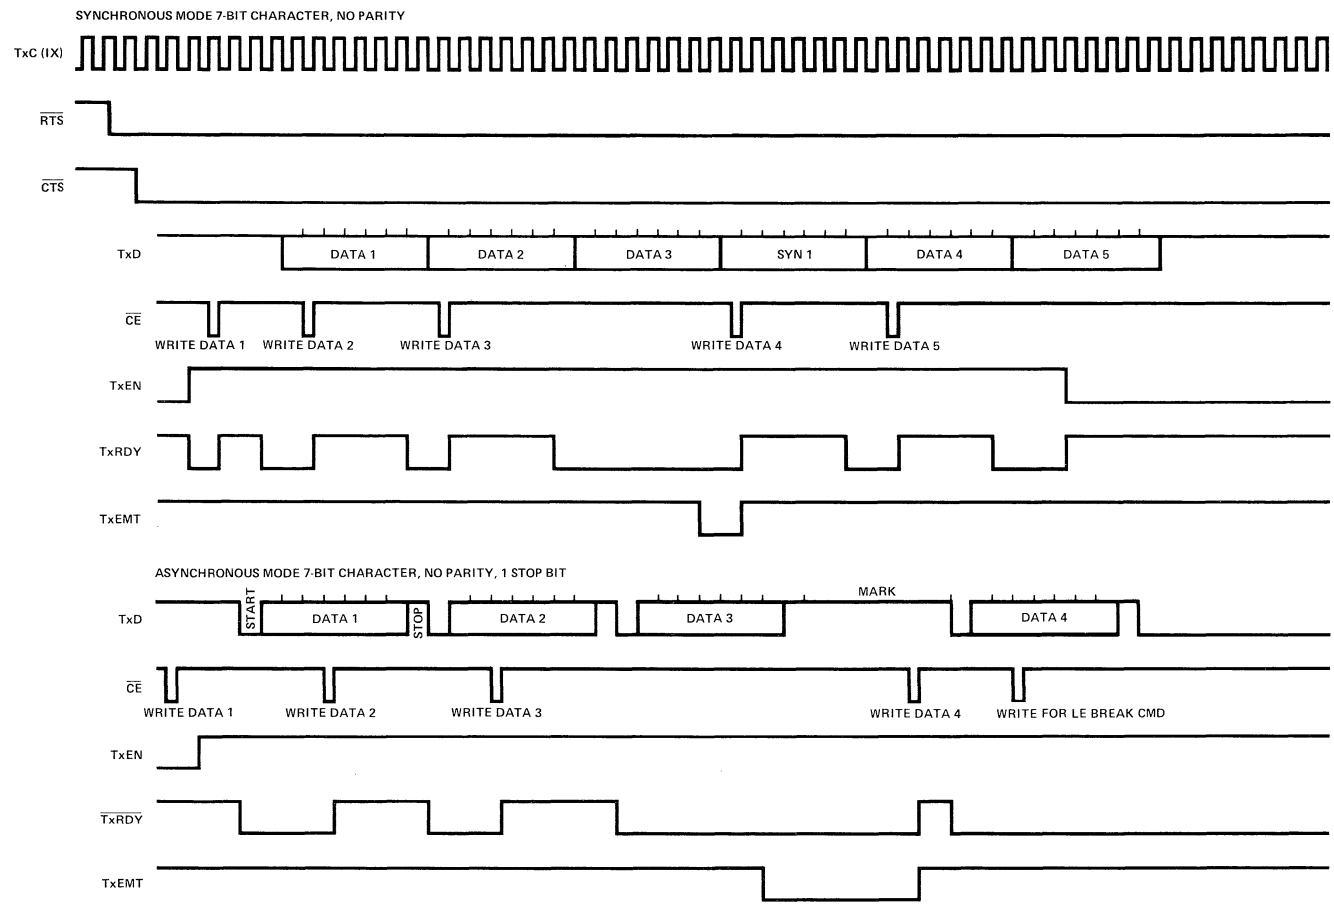 SYNCHRONOUS MODE 7-BIT CHARACTER, NO PARITY
TxC (IX)
RTS
CTS
TxD
DATA 1
DATA 2
DATA 3
SYN 1
DATA 4
DATA 5
CE
WRITE DATA 1
WRITE DATA 2
WRITE DATA 3
WRITE DATA 4
WRITE DATA 5
TxEN
TxRDY
TxEMT
ASYNCHRONOUS MODE 7-BIT CHARACTER, NO PARITY, 1 STOP BIT
TxD
START
DATA 1
STOP
DATA 2
DATA 3
MARK
DATA 4
CE
WRITE DATA 1
WRITE DATA 2
WRITE DATA 3
WRITE DATA 4
WRITE FOR LE BREAK CMD
TxEN
TxRDY
TxEMT